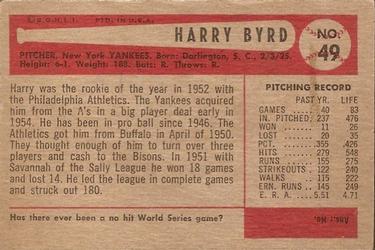 ©B.G.H.L.I. PTD. IN U.S.A.
HARRY BYRD
NO. 49
PITCHER, New York YANKEES. Born: Darlington, S. C., 2/3/25.
Height: 6-1. Weight: 188. Bats: R. Throws: R.
Harry was the rookie of the year in 1952 with
the Philadelphia Athletics. The Yankees acquired
him from the A's in a big player deal early in
1954. He has been in pro ball since 1946. The
Athletics got him from Buffalo in April of 1950.
They thought enough of him to turn over three
players and cash to the Bisons. In 1951 with
Savannah of the Sally League he won 18 games
and lost 14. He led the league in complete games
and struck out 180.
PITCHING RECORD
PAST YR. LIFE
GAMES 40 83
IN. PITCHED 237 476
WON 11 26
LOST 20 35
PCT. .355 .426
HITS 279 548
RUNS 155 275
STRIKEOUTS 122 240
WALKS 115 222
ERN. RUNS 145 249
E. R. A. 5.51 4.71
Has there ever been a no hit World Series game?
Ans.: No.